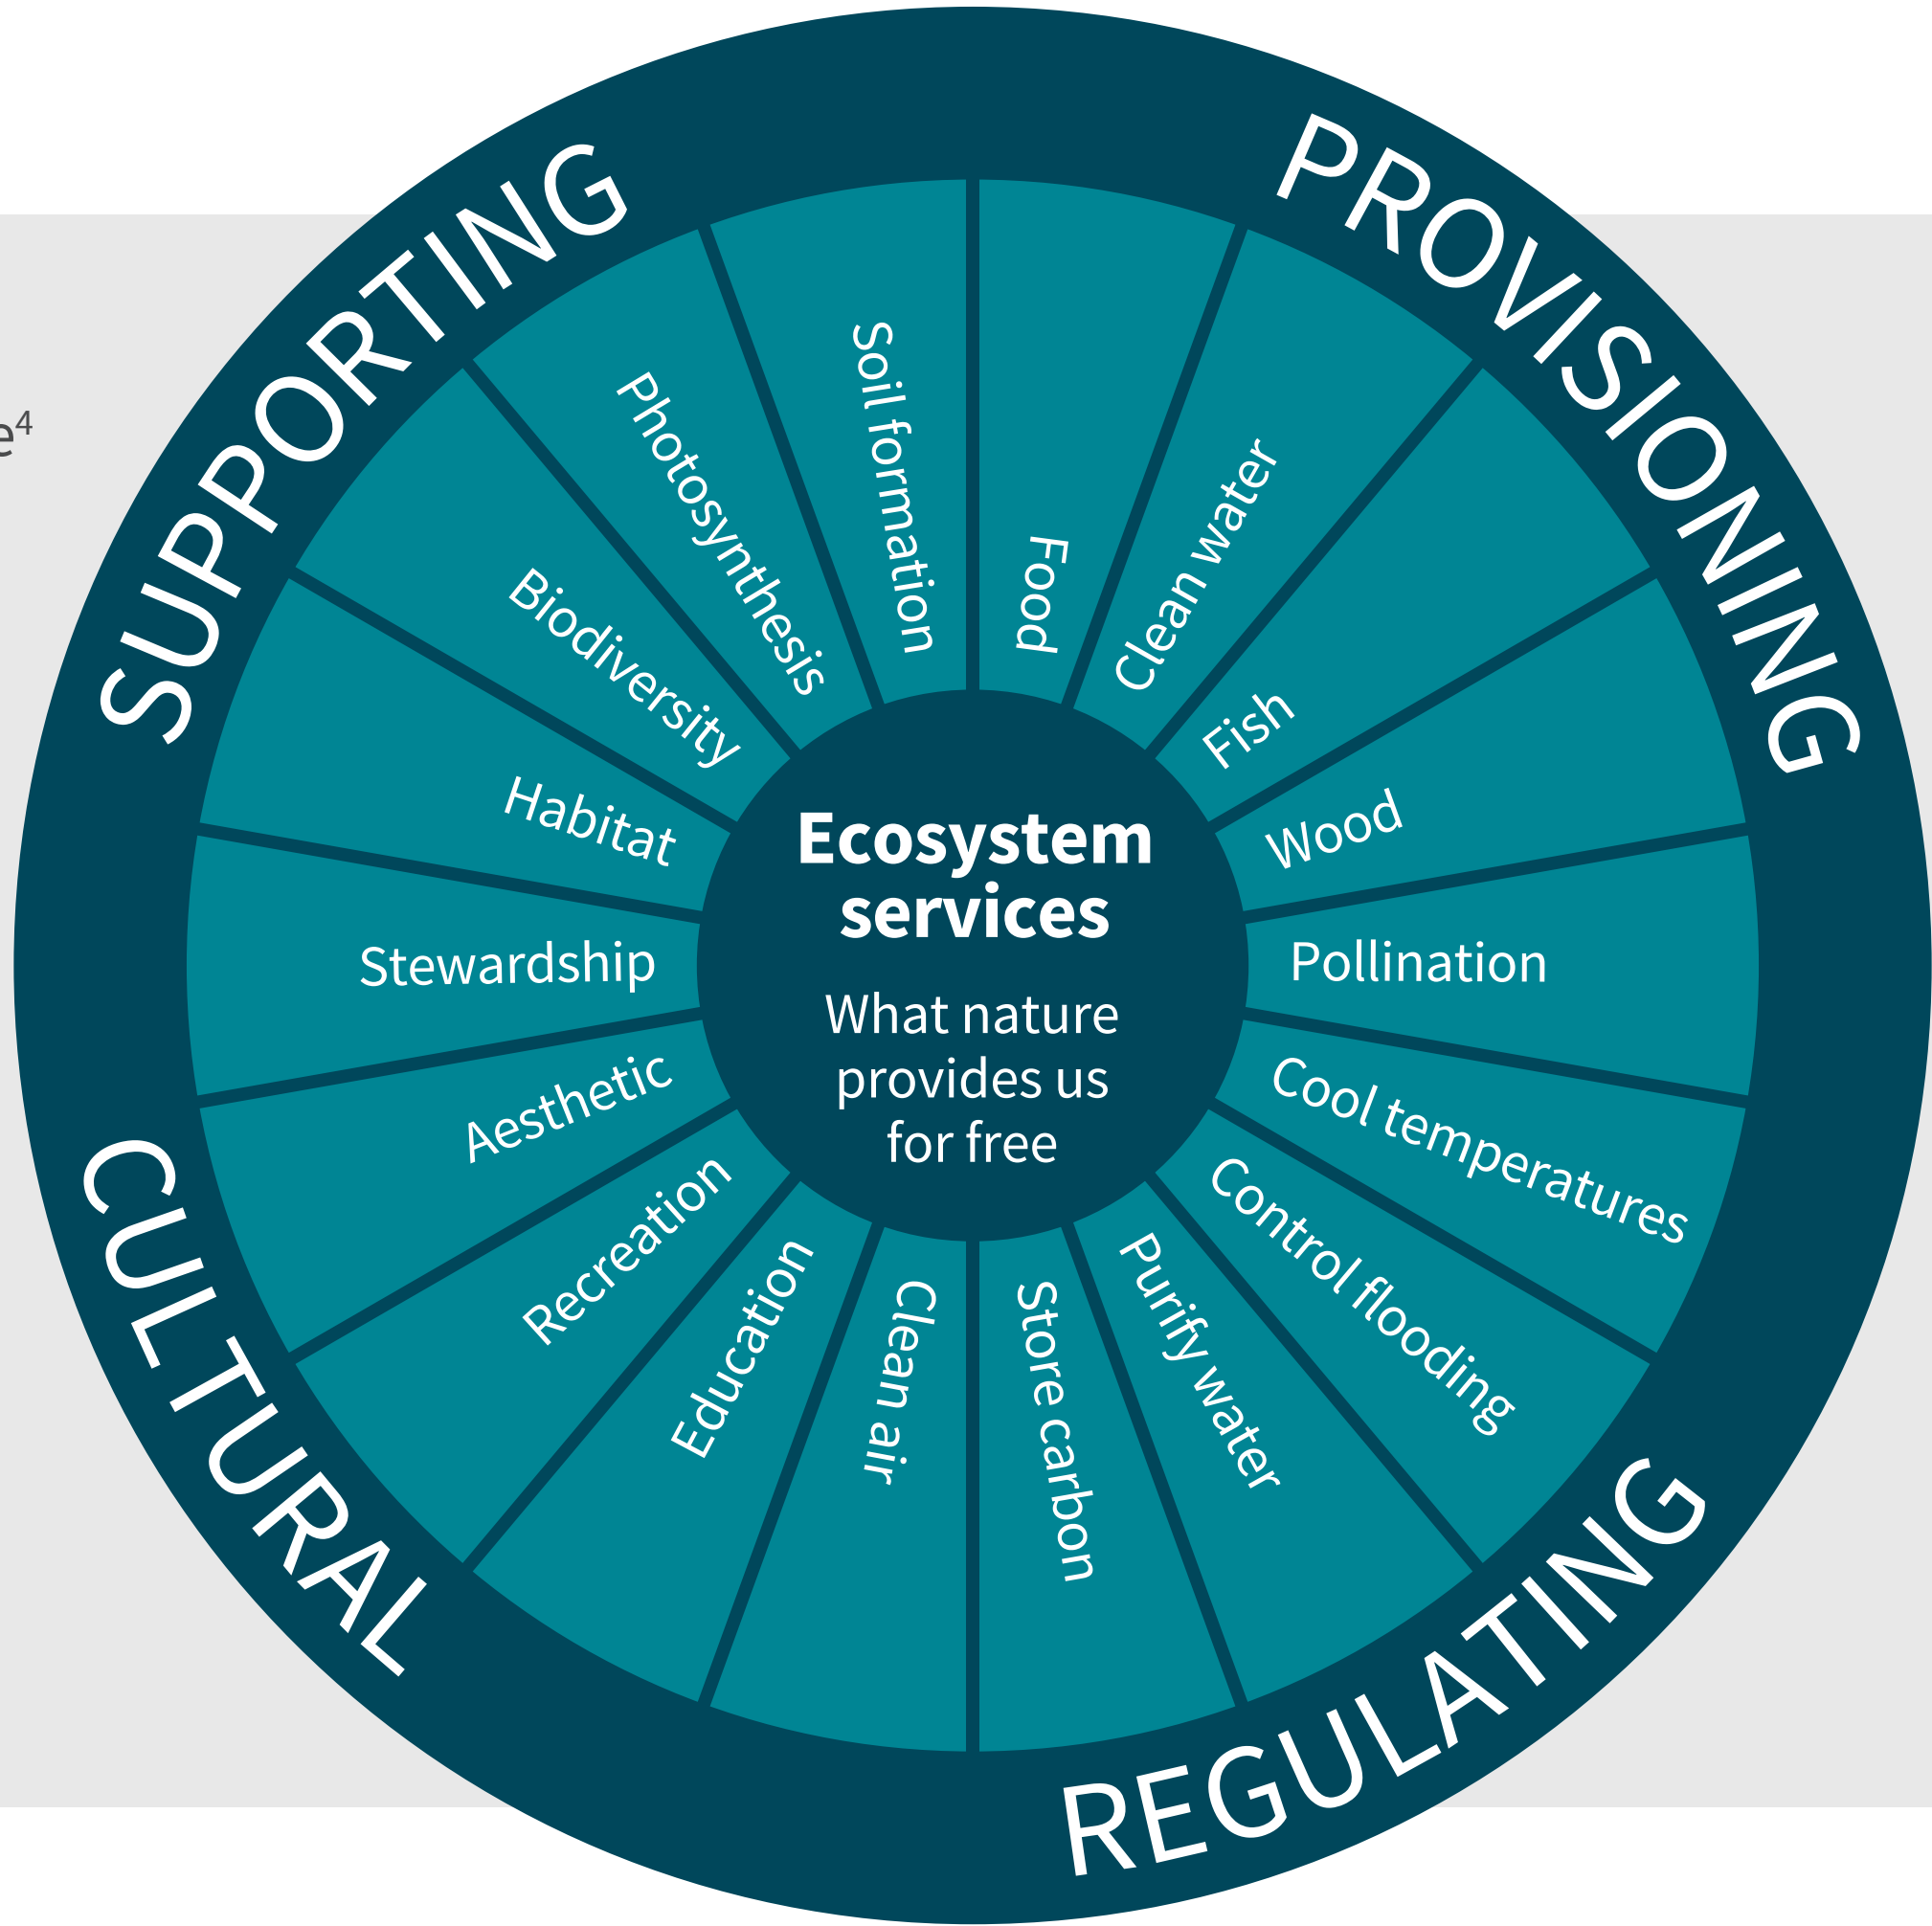 e4
SUPPORTING
PROVISIONING
REGULATING
CULTURAL
Ecosystem
services
What nature
provides us
for free
Food
Clean Water
Fish
Wood
Pollination
Cool temperatures
Control flooding
Purify water
Store carbon
Clean air
Education
Recreation
Aesthetic
Stewardship
Habitat
Biodiversity
Photosynthesis
Soil formation